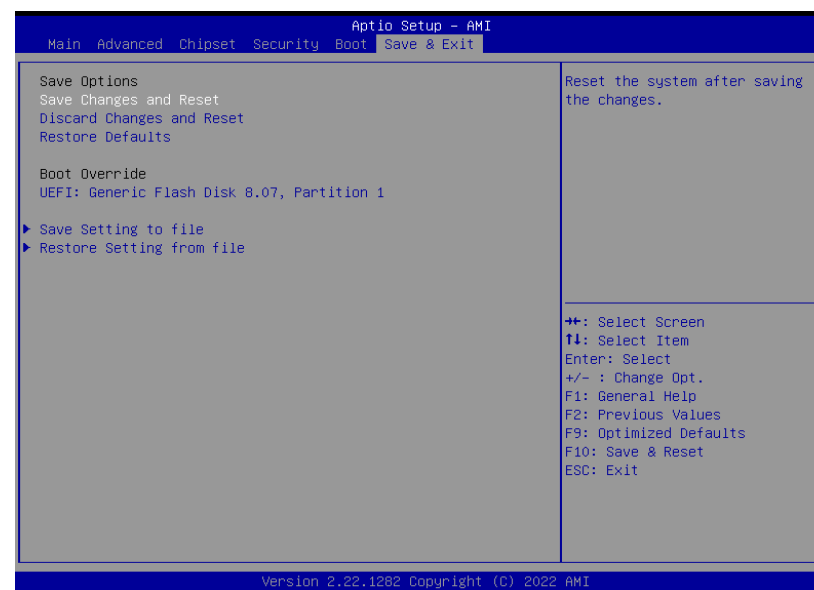 Aptio Setup – AMI
Main Advanced Chipset Security Boot Save & Exit
Save Options
Save Changes and Reset
Discard Changes and Reset
Restore Defaults
Boot Override
UEFI: Generic Flash Disk 8.07, Partition 1
▶ Save Setting to file
▶ Restore Setting from file
Reset the system after saving
the changes.
→←: Select Screen
↑↓: Select Item
Enter: Select
+/- : Change Opt.
F1: General Help
F2: Previous Values
F9: Optimized Defaults
F10: Save & Reset
ESC: Exit
Version 2.22.1282 Copyright (C) 2022 AMI